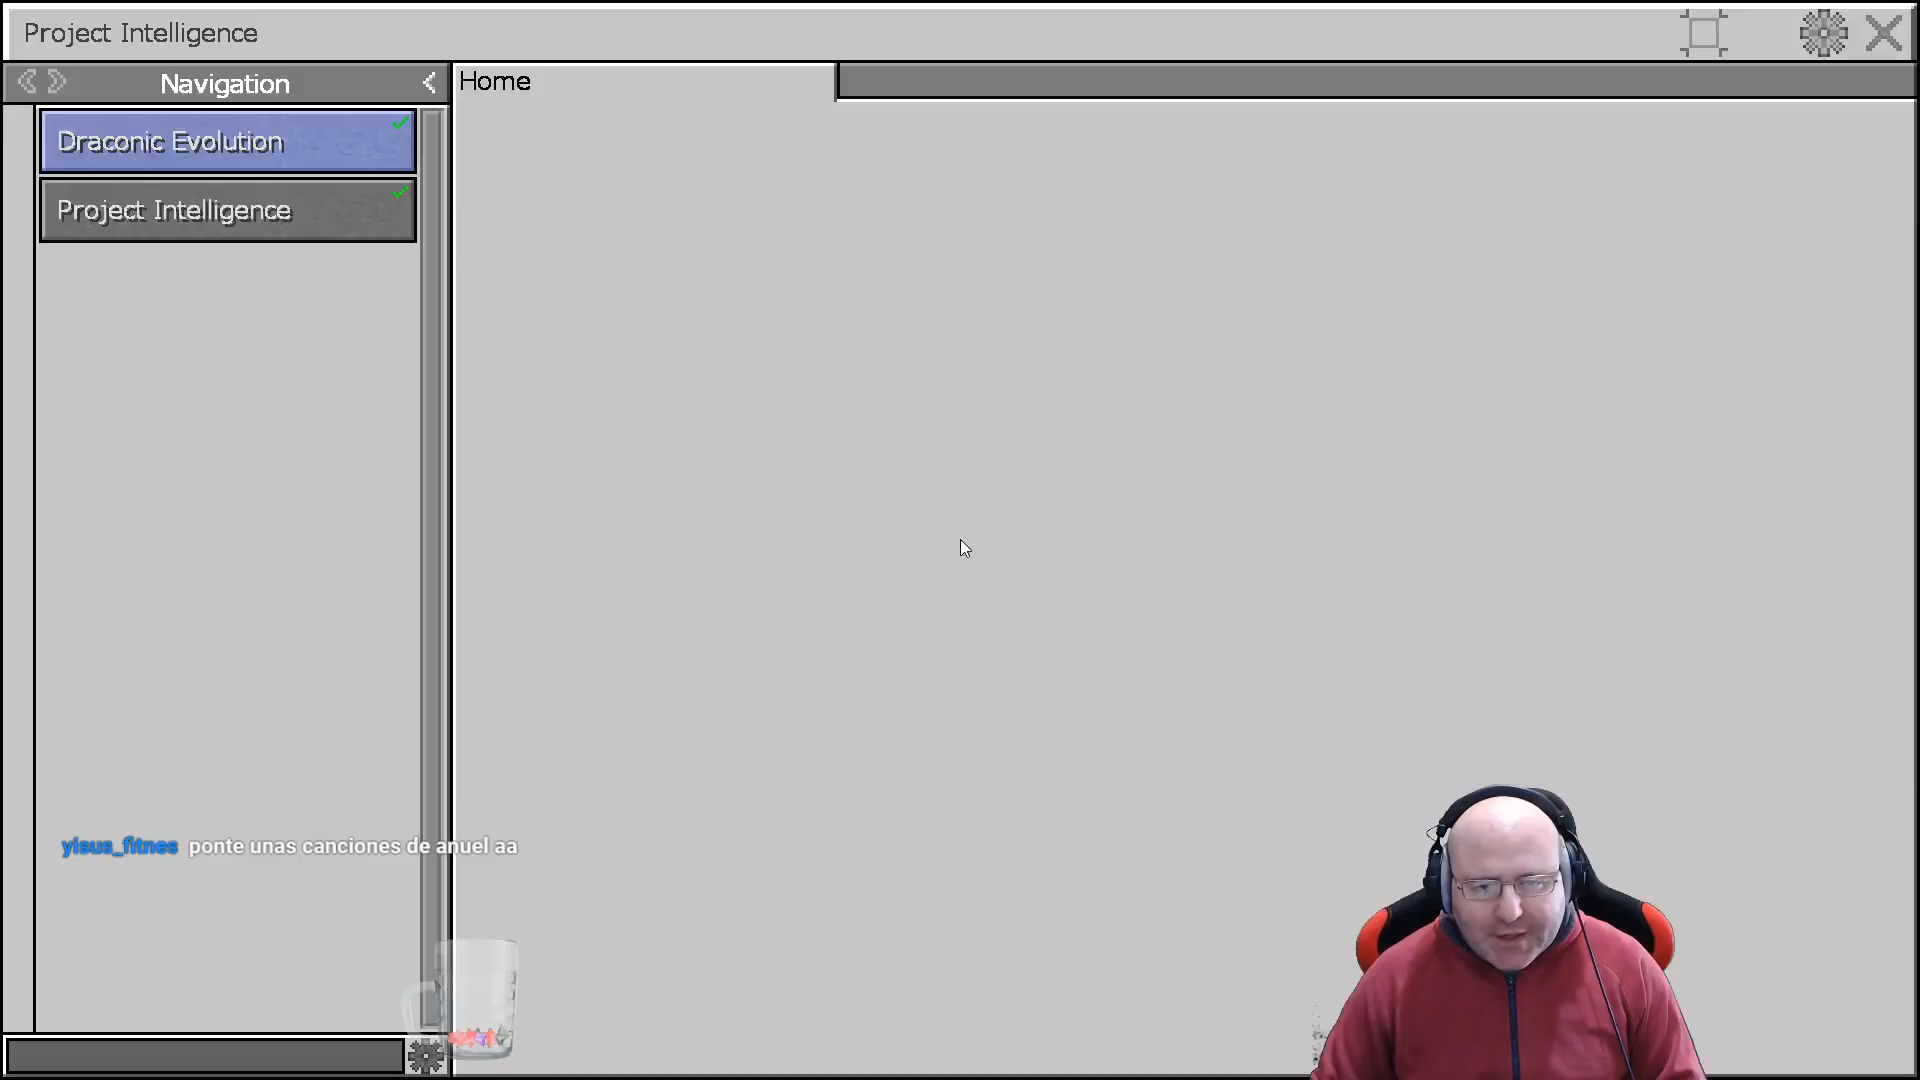 Project Intelligence
Navigation
Home
Draconic Evolution
Project Intelligence
yisus_fitnes ponte unas canciones de anuel aa